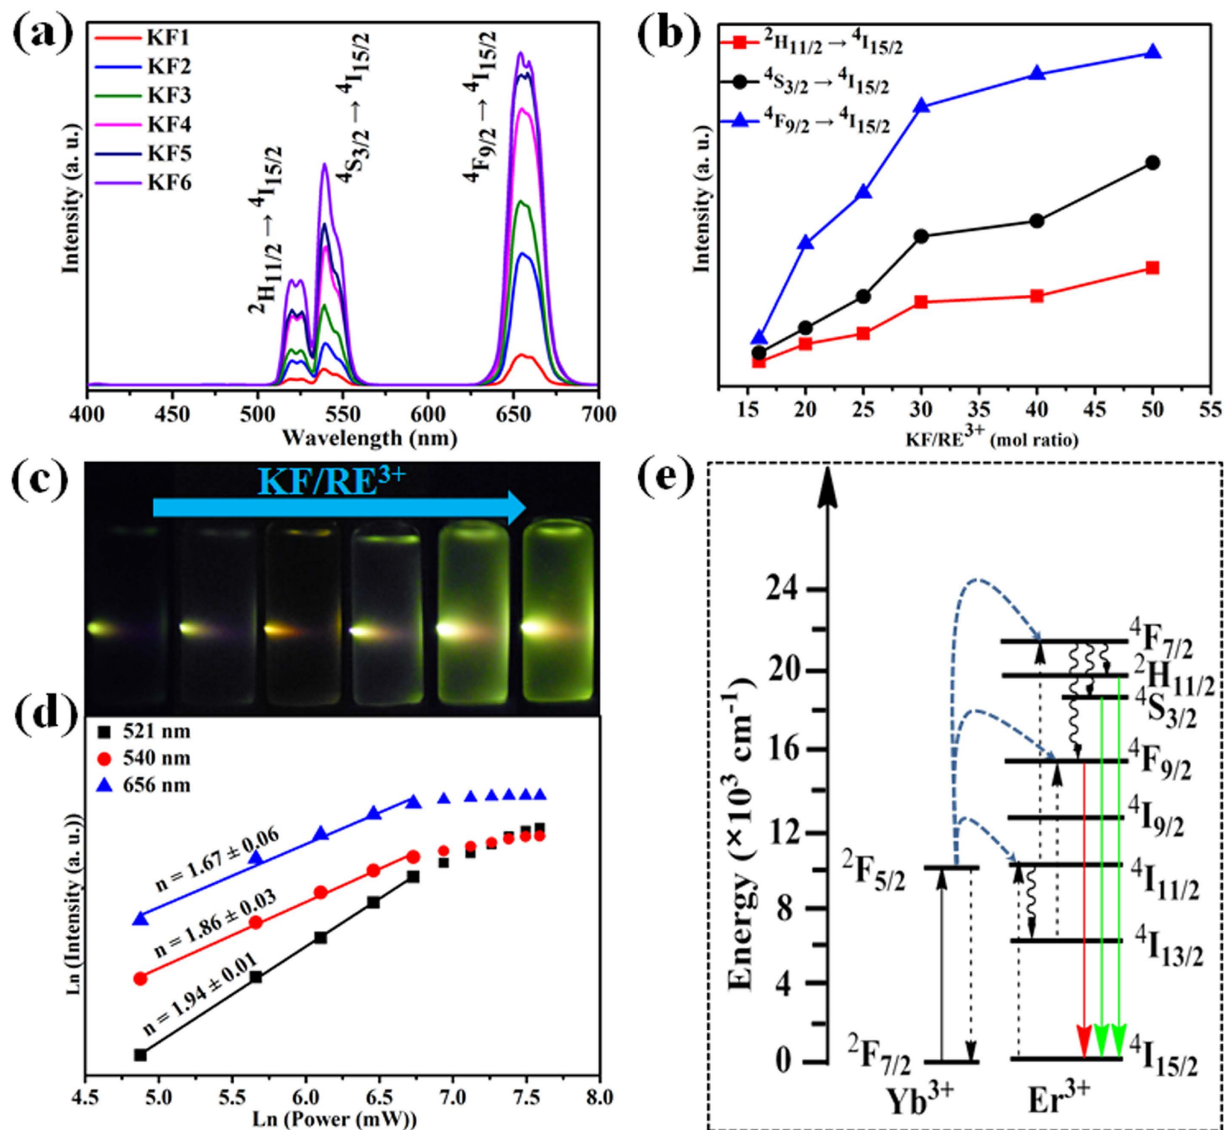 (a)
KF1
KF2
KF3
KF4
KF5
KF6
²H₁₁/₂ → ⁴I₁₅/₂
⁴S₃/₂ → ⁴I₁₅/₂
⁴F₉/₂ → ⁴I₁₅/₂
Intensity (a. u.)
400 500 550 600 650 700
Wavelength (nm)
(b)
²H₁₁/₂ → ⁴I₁₅/₂
⁴S₃/₂ → ⁴I₁₅/₂
⁴F₉/₂ → ⁴I₁₅/₂
Intensity (a. u.)
15 20 25 30 35 40 45 50 55
KF/RE³⁺ (mol ratio)
(c)
KF/RE³⁺
(d)
521 nm
540 nm
656 nm
n = 1.67 ± 0.06
n = 1.86 ± 0.03
n = 1.94 ± 0.01
Ln (Intensity (a. u.))
4.5 5.0 5.5 6.0 6.5 7.0 7.5 8.0
Ln (Power (mW))
(e)
Energy (×10³ cm⁻¹)
24
20
16
12
8
4
0
²F₅/₂
²F₇/₂
Yb³⁺
⁴F₇/₂
²H₁₁/₂
⁴S₃/₂
⁴F₉/₂
⁴I₉/₂
⁴I₁₁/₂
⁴I₁₃/₂
⁴I₁₅/₂
Er³⁺